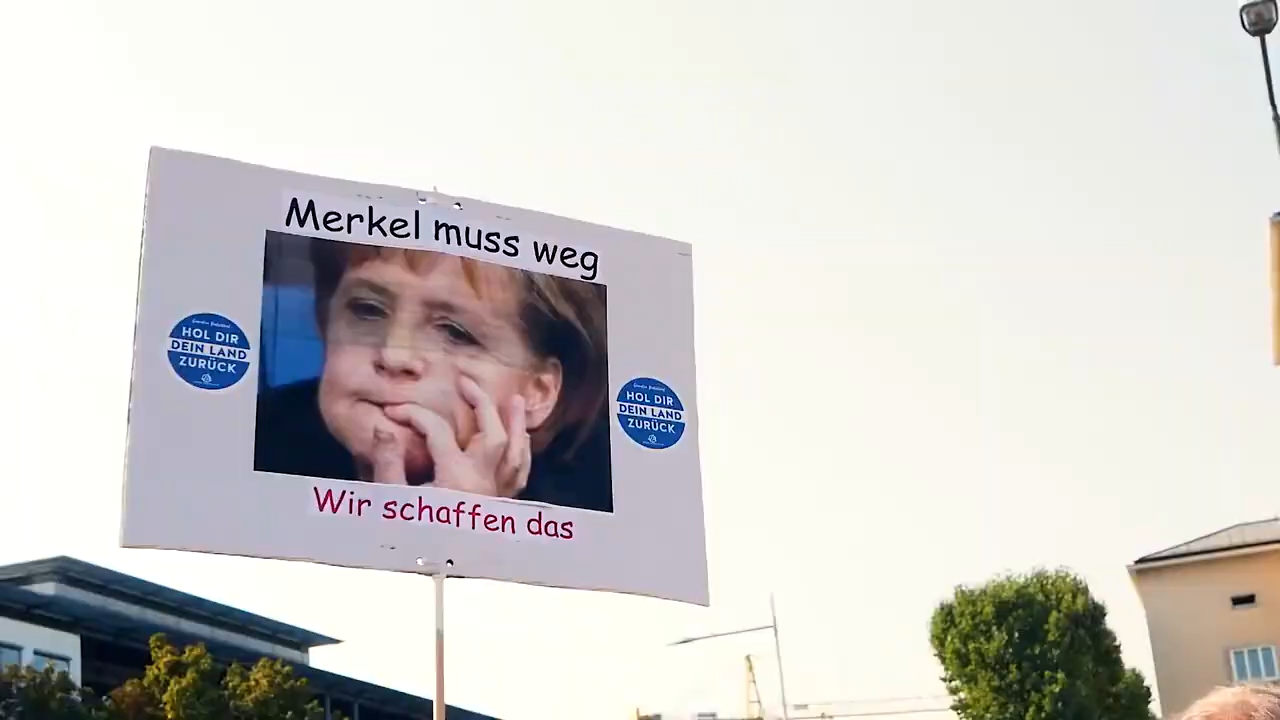 Merkel muss weg
HOL DIR
DEIN LAND
ZURÜCK
HOL DIR
DEIN LAND
ZURÜCK
Wir schaffen das